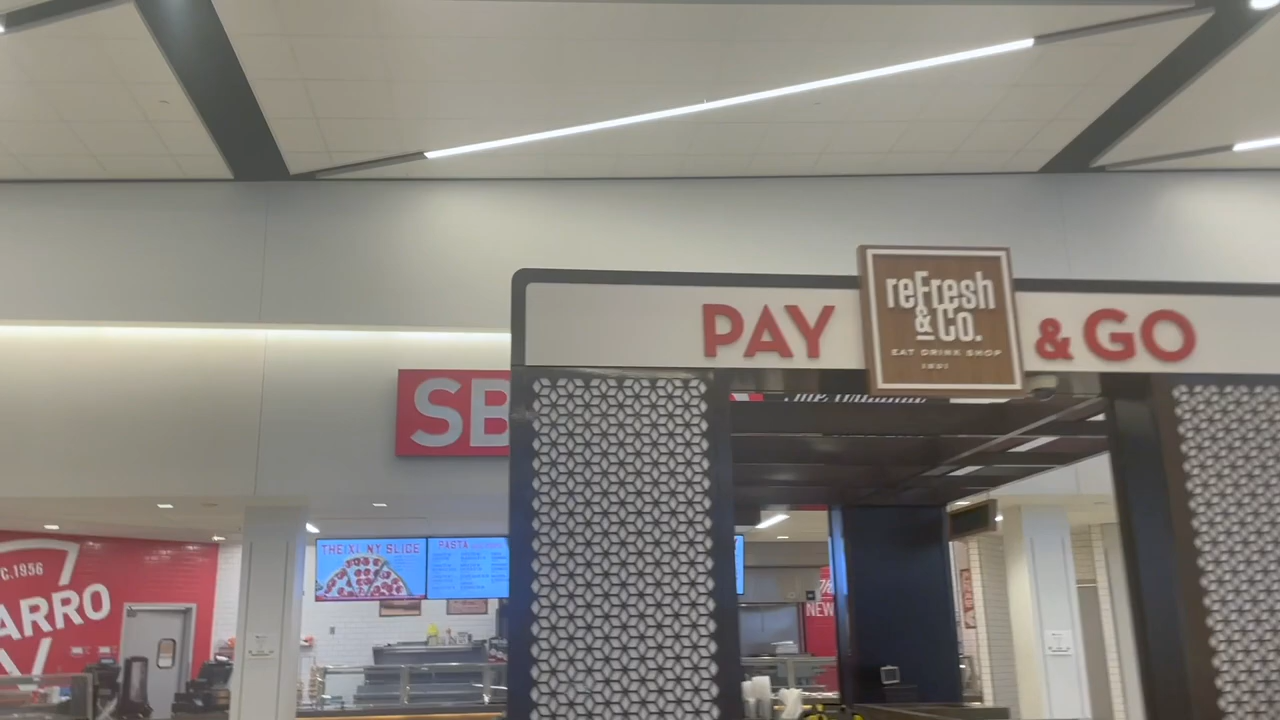 PAY
reFresh
& Co.
EAT DRINK SHOP
& GO
SB
THE XL NY SLICE
PASTA
C.1956
ARRO
NEW